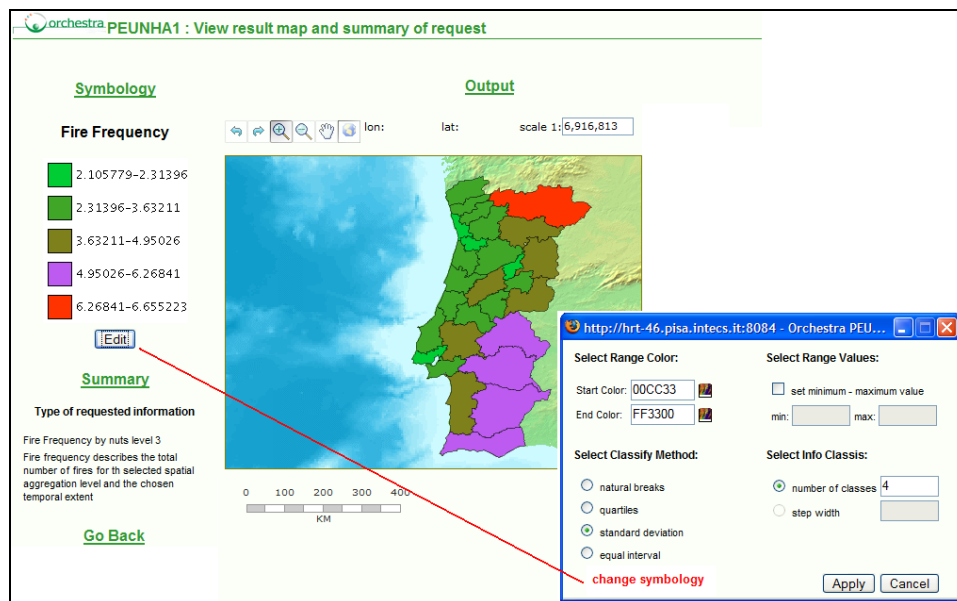 orchestra PEUNHA1 : View result map and summary of request
Symbology
Fire Frequency
2.105779-2.31396
2.31396-3.63211
3.63211-4.95026
4.95026-6.26841
6.26841-6.655223
Edit
Summary
Type of requested information
Fire Frequency by nuts level 3
Fire frequency describes the total
number of fires for th selected spatial
aggregation level and the chosen
temporal extent
Go Back
Output
lon: lat: scale 1: 6,916,813
0 100 200 300 400
KM
http://hrt-46.pisa.intecs.it:8084 - Orchestra PEU...
Select Range Color:
Start Color: 00CC33
End Color: FF3300
Select Range Values:
set minimum - maximum value
min: max:
Select Classify Method:
natural breaks
quartiles
standard deviation
equal interval
Select Info Classis:
number of classes 4
step width
change symbology
Apply Cancel